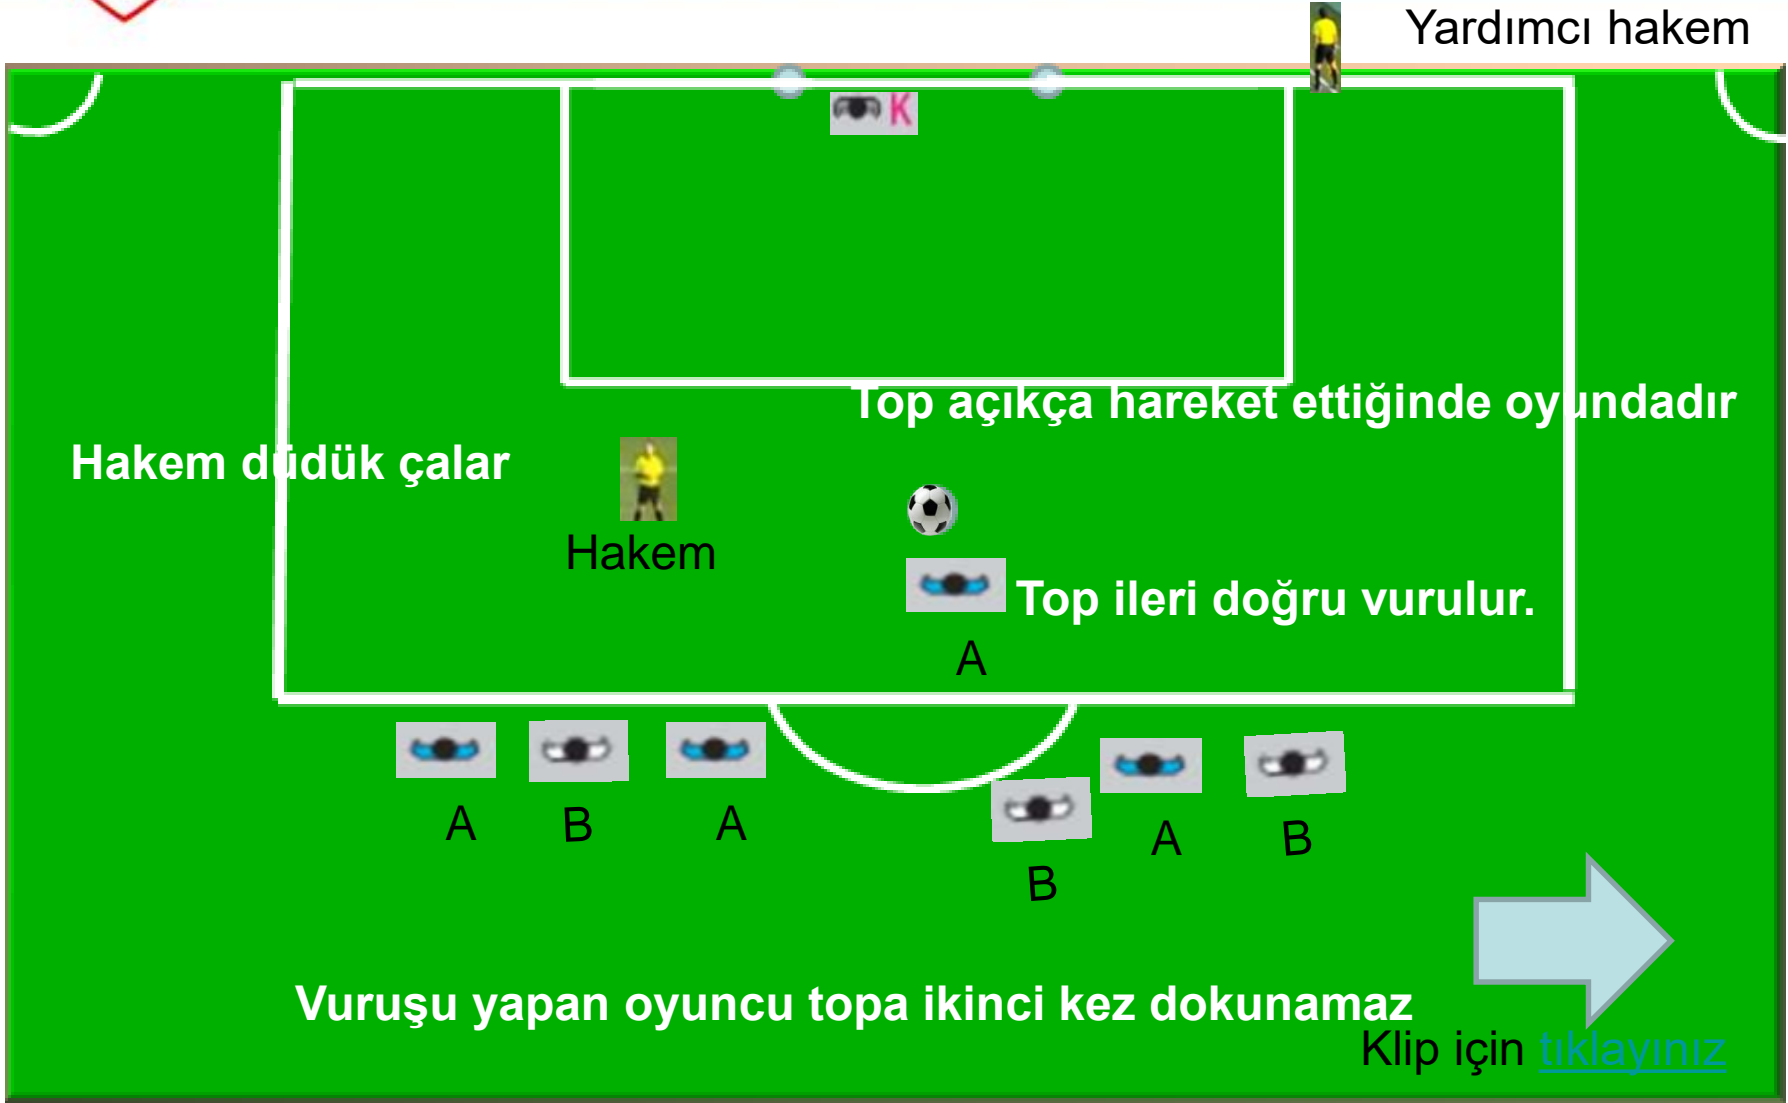 Yardımcı hakem
K
Top açıkça hareket ettiğinde oyundadır
Hakem düdük çalar
Hakem
Top ileri doğru vurulur.
A
A
B
A
B
A
B
Vuruşu yapan oyuncu topa ikinci kez dokunamaz
Klip için tıklayınız